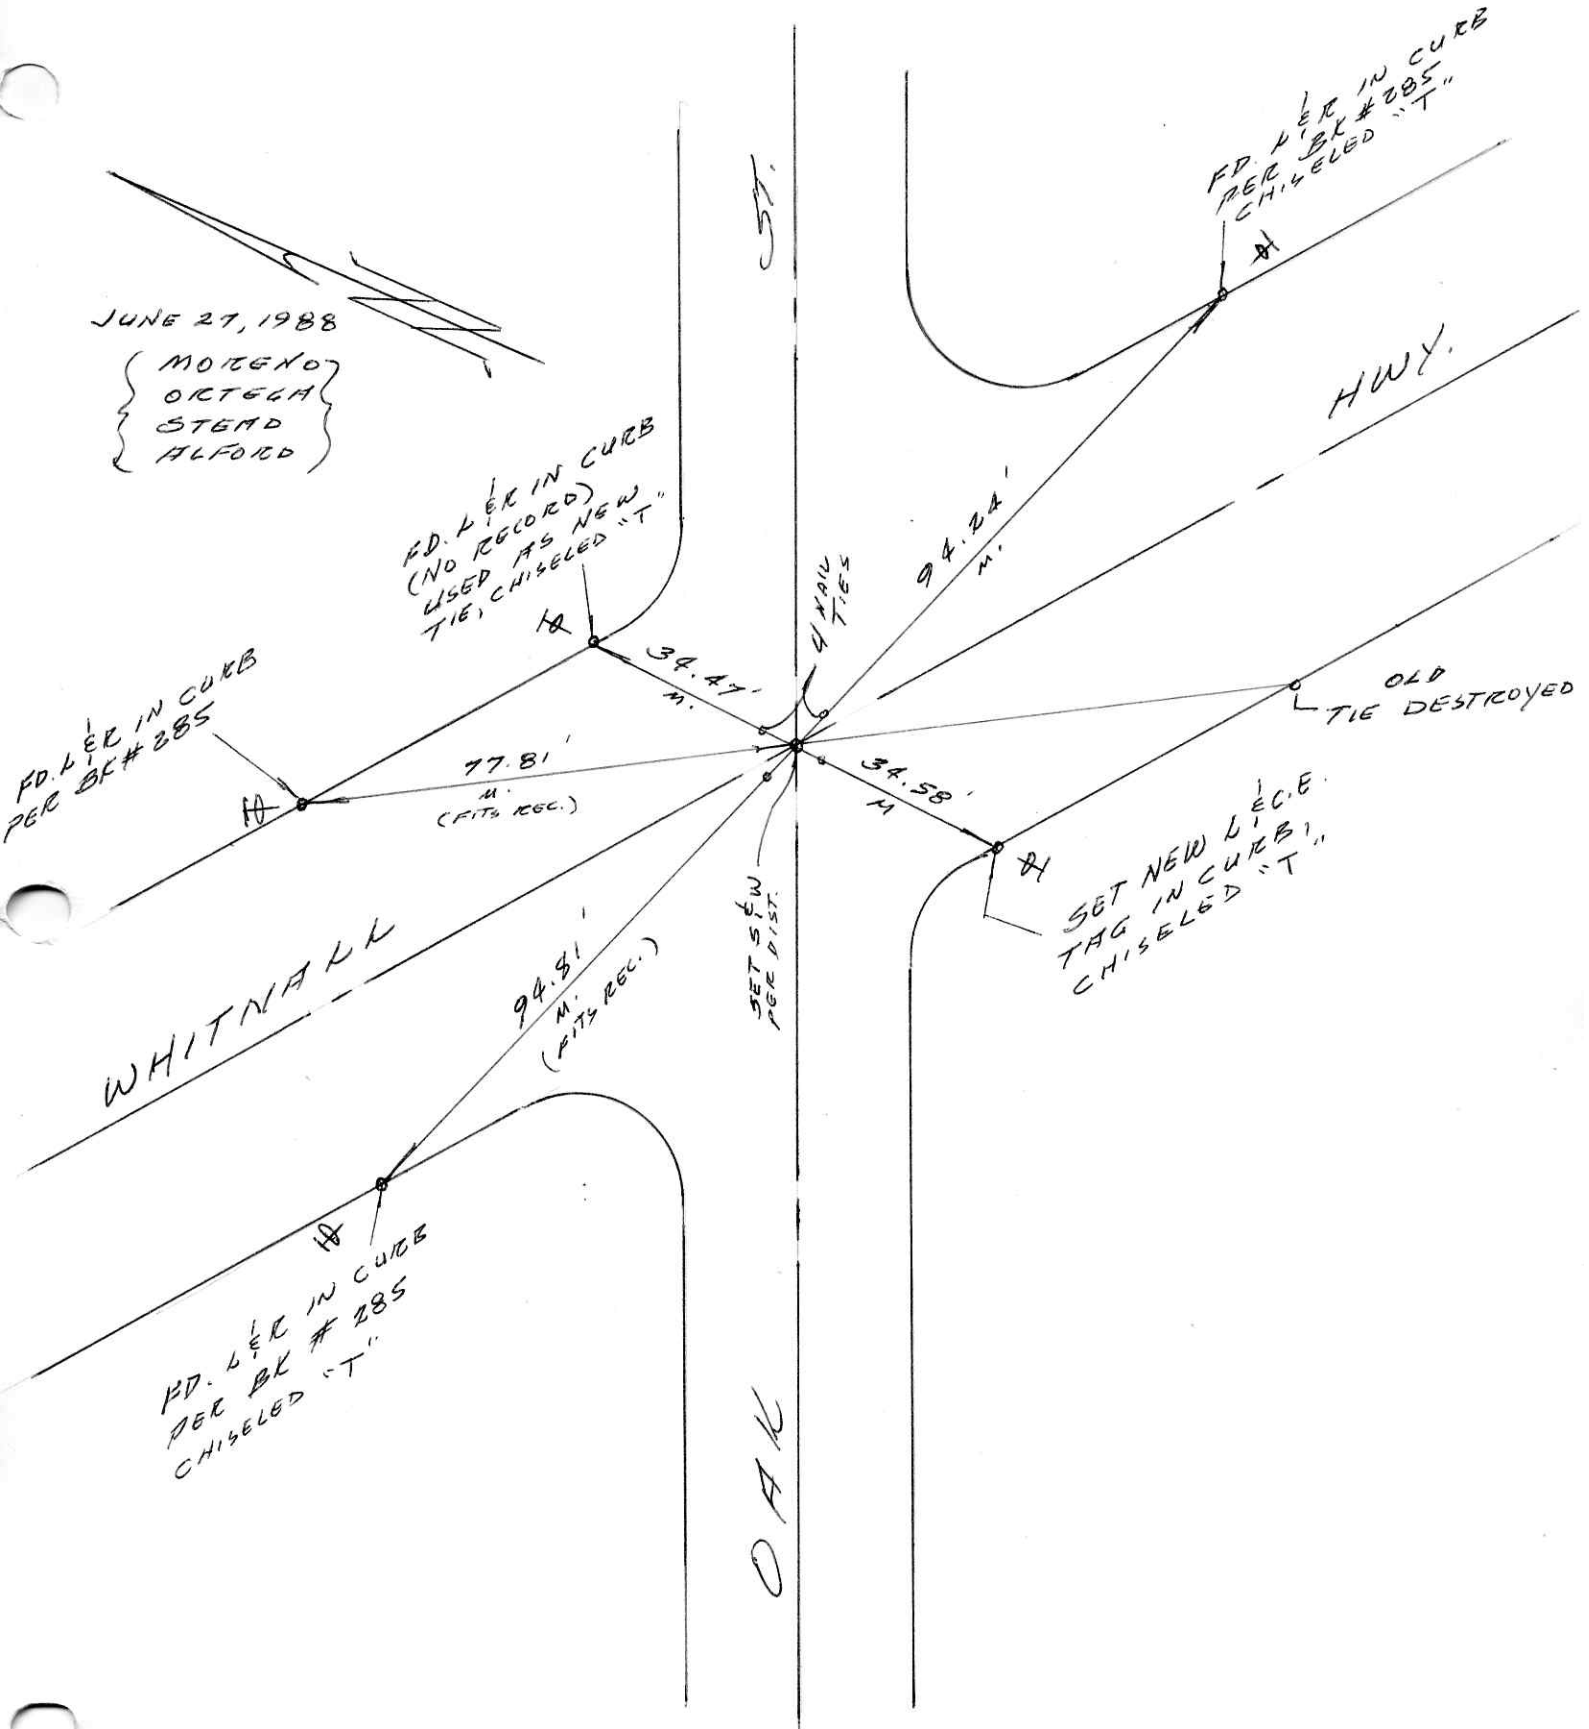 FD. L & R IN CURB
PER BK # 285
CHISELED "T"
ST.
JUNE 27, 1988
MORENO
ORTEGA
STEAD
ALFORD
HWY.
FD. L & R IN CURB
(NO RECORD)
USED AS NEW
TIE, CHISELED "T"
94.24'
M.
4 NAIL
TIES
34.47'
M.
FD. L & R IN CURB
PER BK # 285
OLD
TIE DESTROYED
77.81'
M.
(FITS REC.)
34.58'
M
SET NEW L & C.E.
TAG IN CURB,
CHISELED "T"
SET S & W
PER DIST.
WHITNALL
94.81'
M.
(FITS REC.)
FD. L & R IN CURB
PER BK # 285
CHISELED "T"
OAK